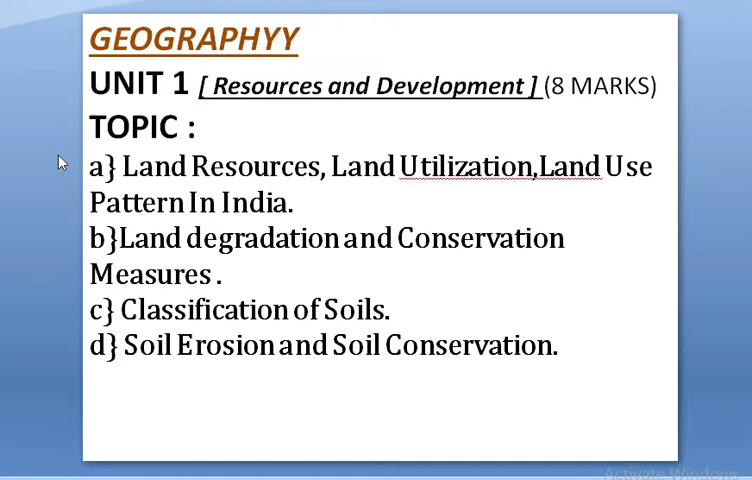 GEOGRAPHYY
UNIT 1 [ Resources and Development ] (8 MARKS)
TOPIC :
a} Land Resources, Land Utilization,Land Use
Pattern In India.
b}Land degradation and Conservation
Measures .
c} Classification of Soils.
d} Soil Erosion and Soil Conservation.
Activate Windows